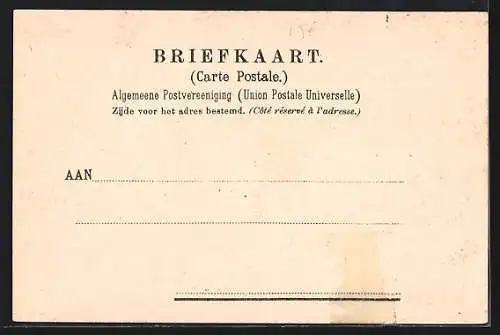 BRIEFKAART.
(Carte Postale.)
Algemeene Postvereeniging (Union Postale Universelle)
Zijde voor het adres bestemd. (Côté réservé à l'adresse.)
AAN